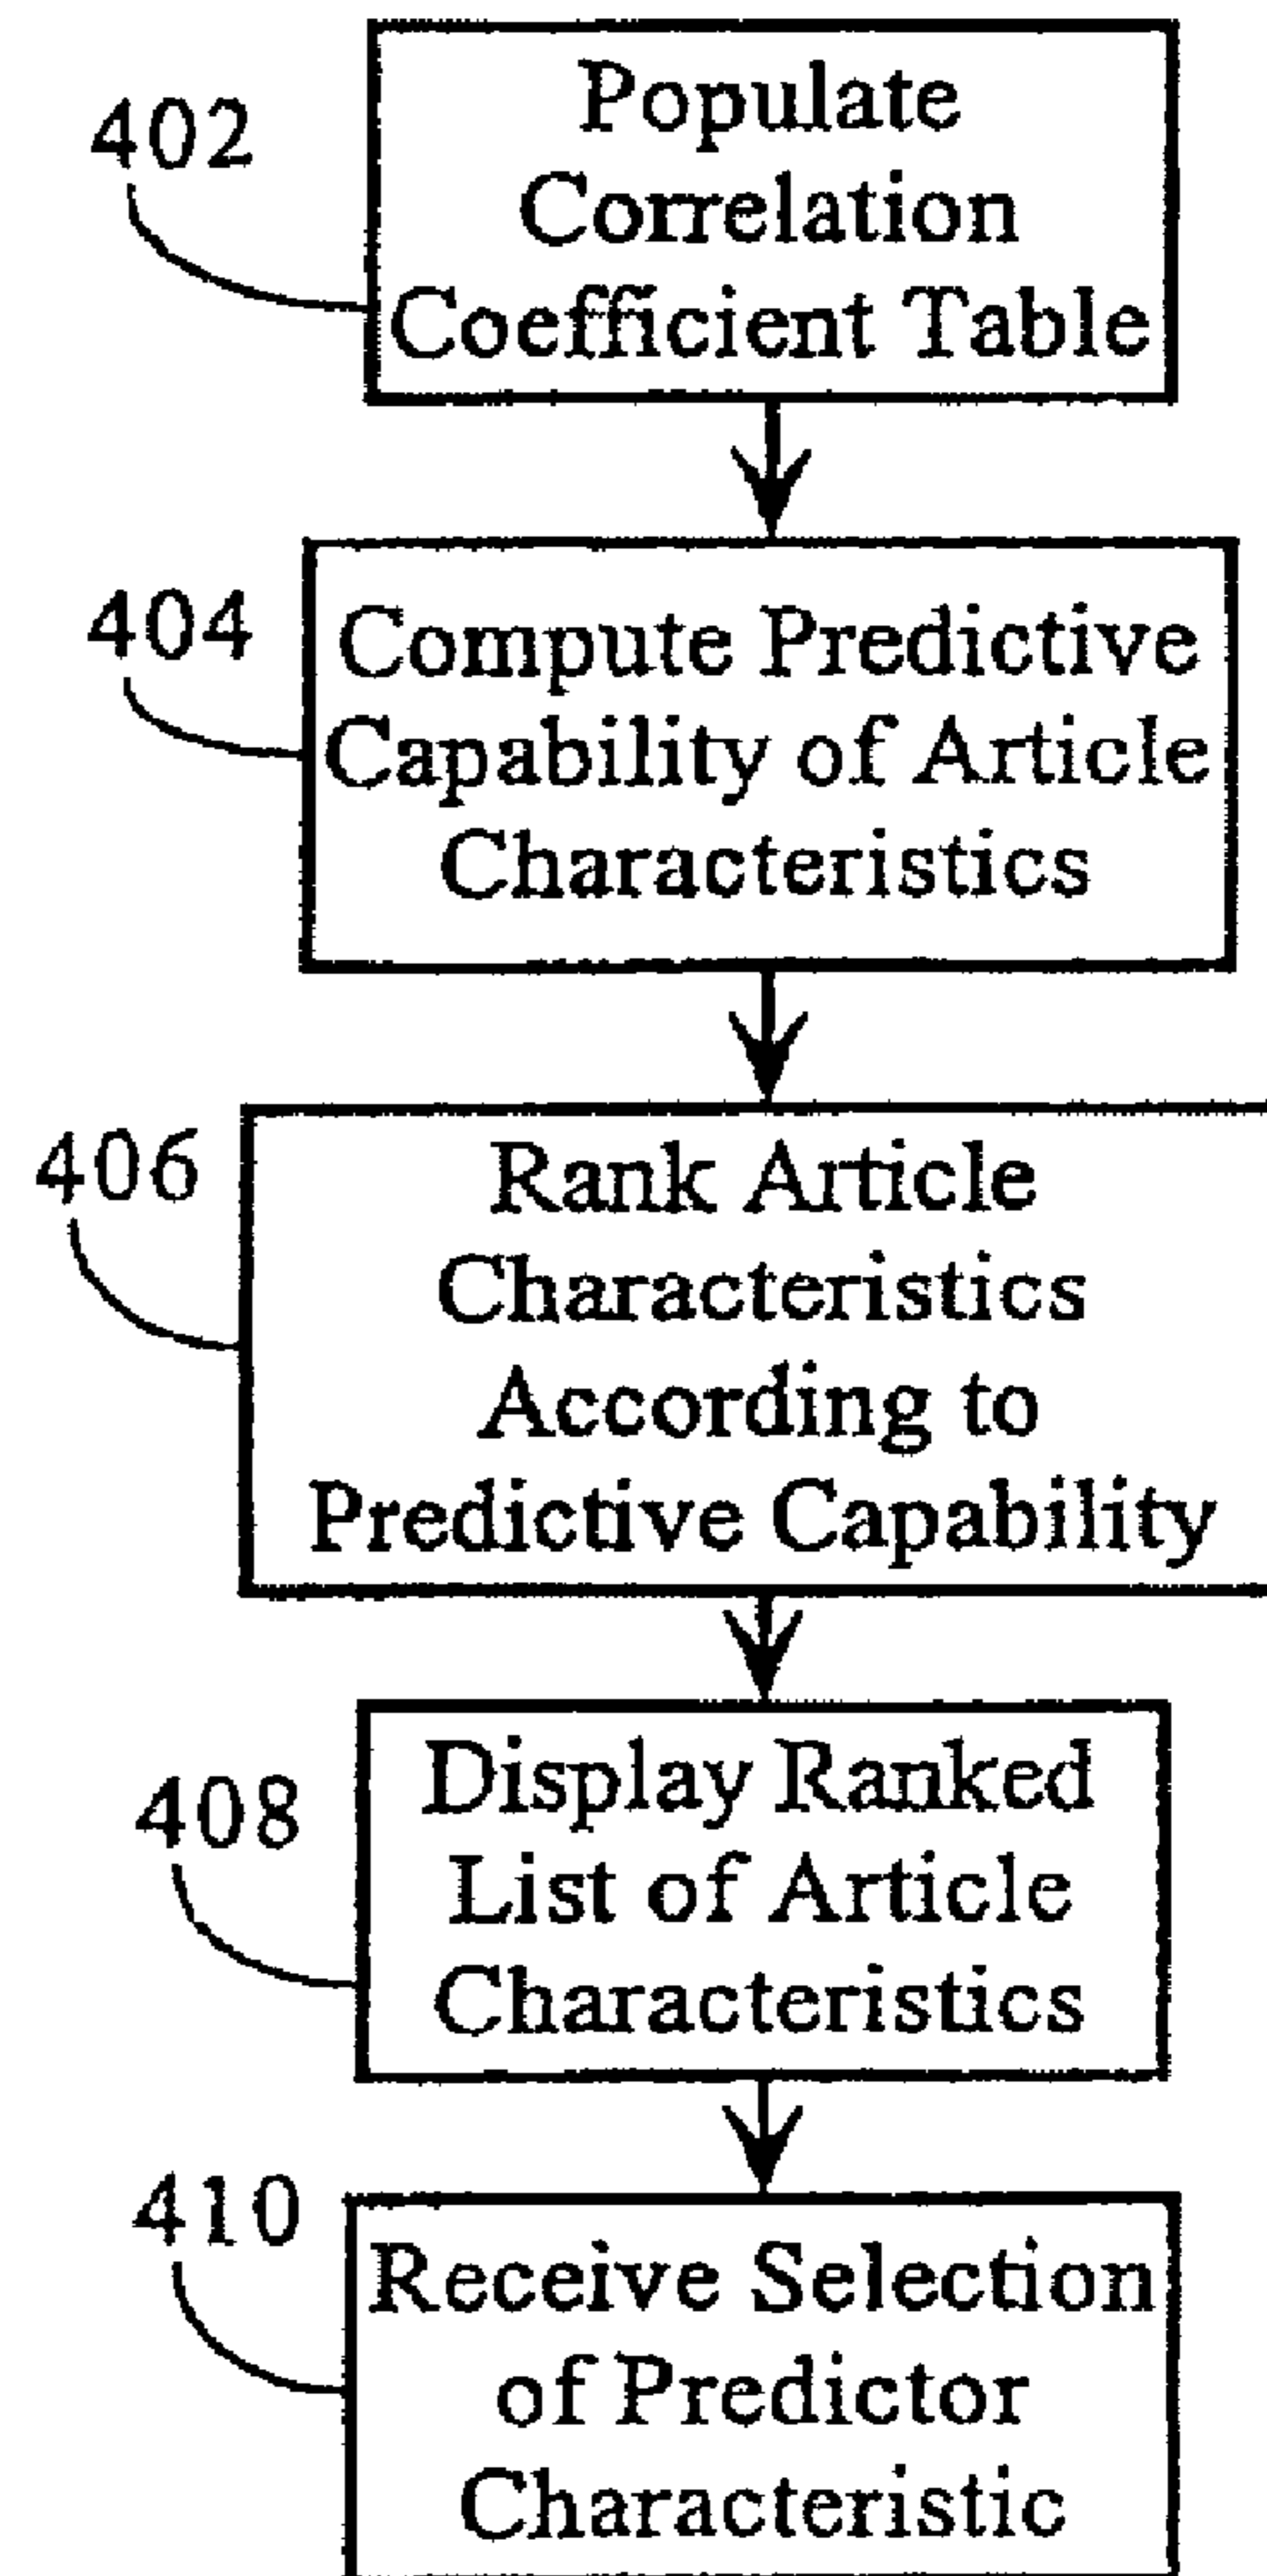 402
Populate
Correlation
Coefficient Table
404
Compute Predictive
Capability of Article
Characteristics
406
Rank Article
Characteristics
According to
Predictive Capability
408
Display Ranked
List of Article
Characteristics
410
Receive Selection
of Predictor
Characteristic